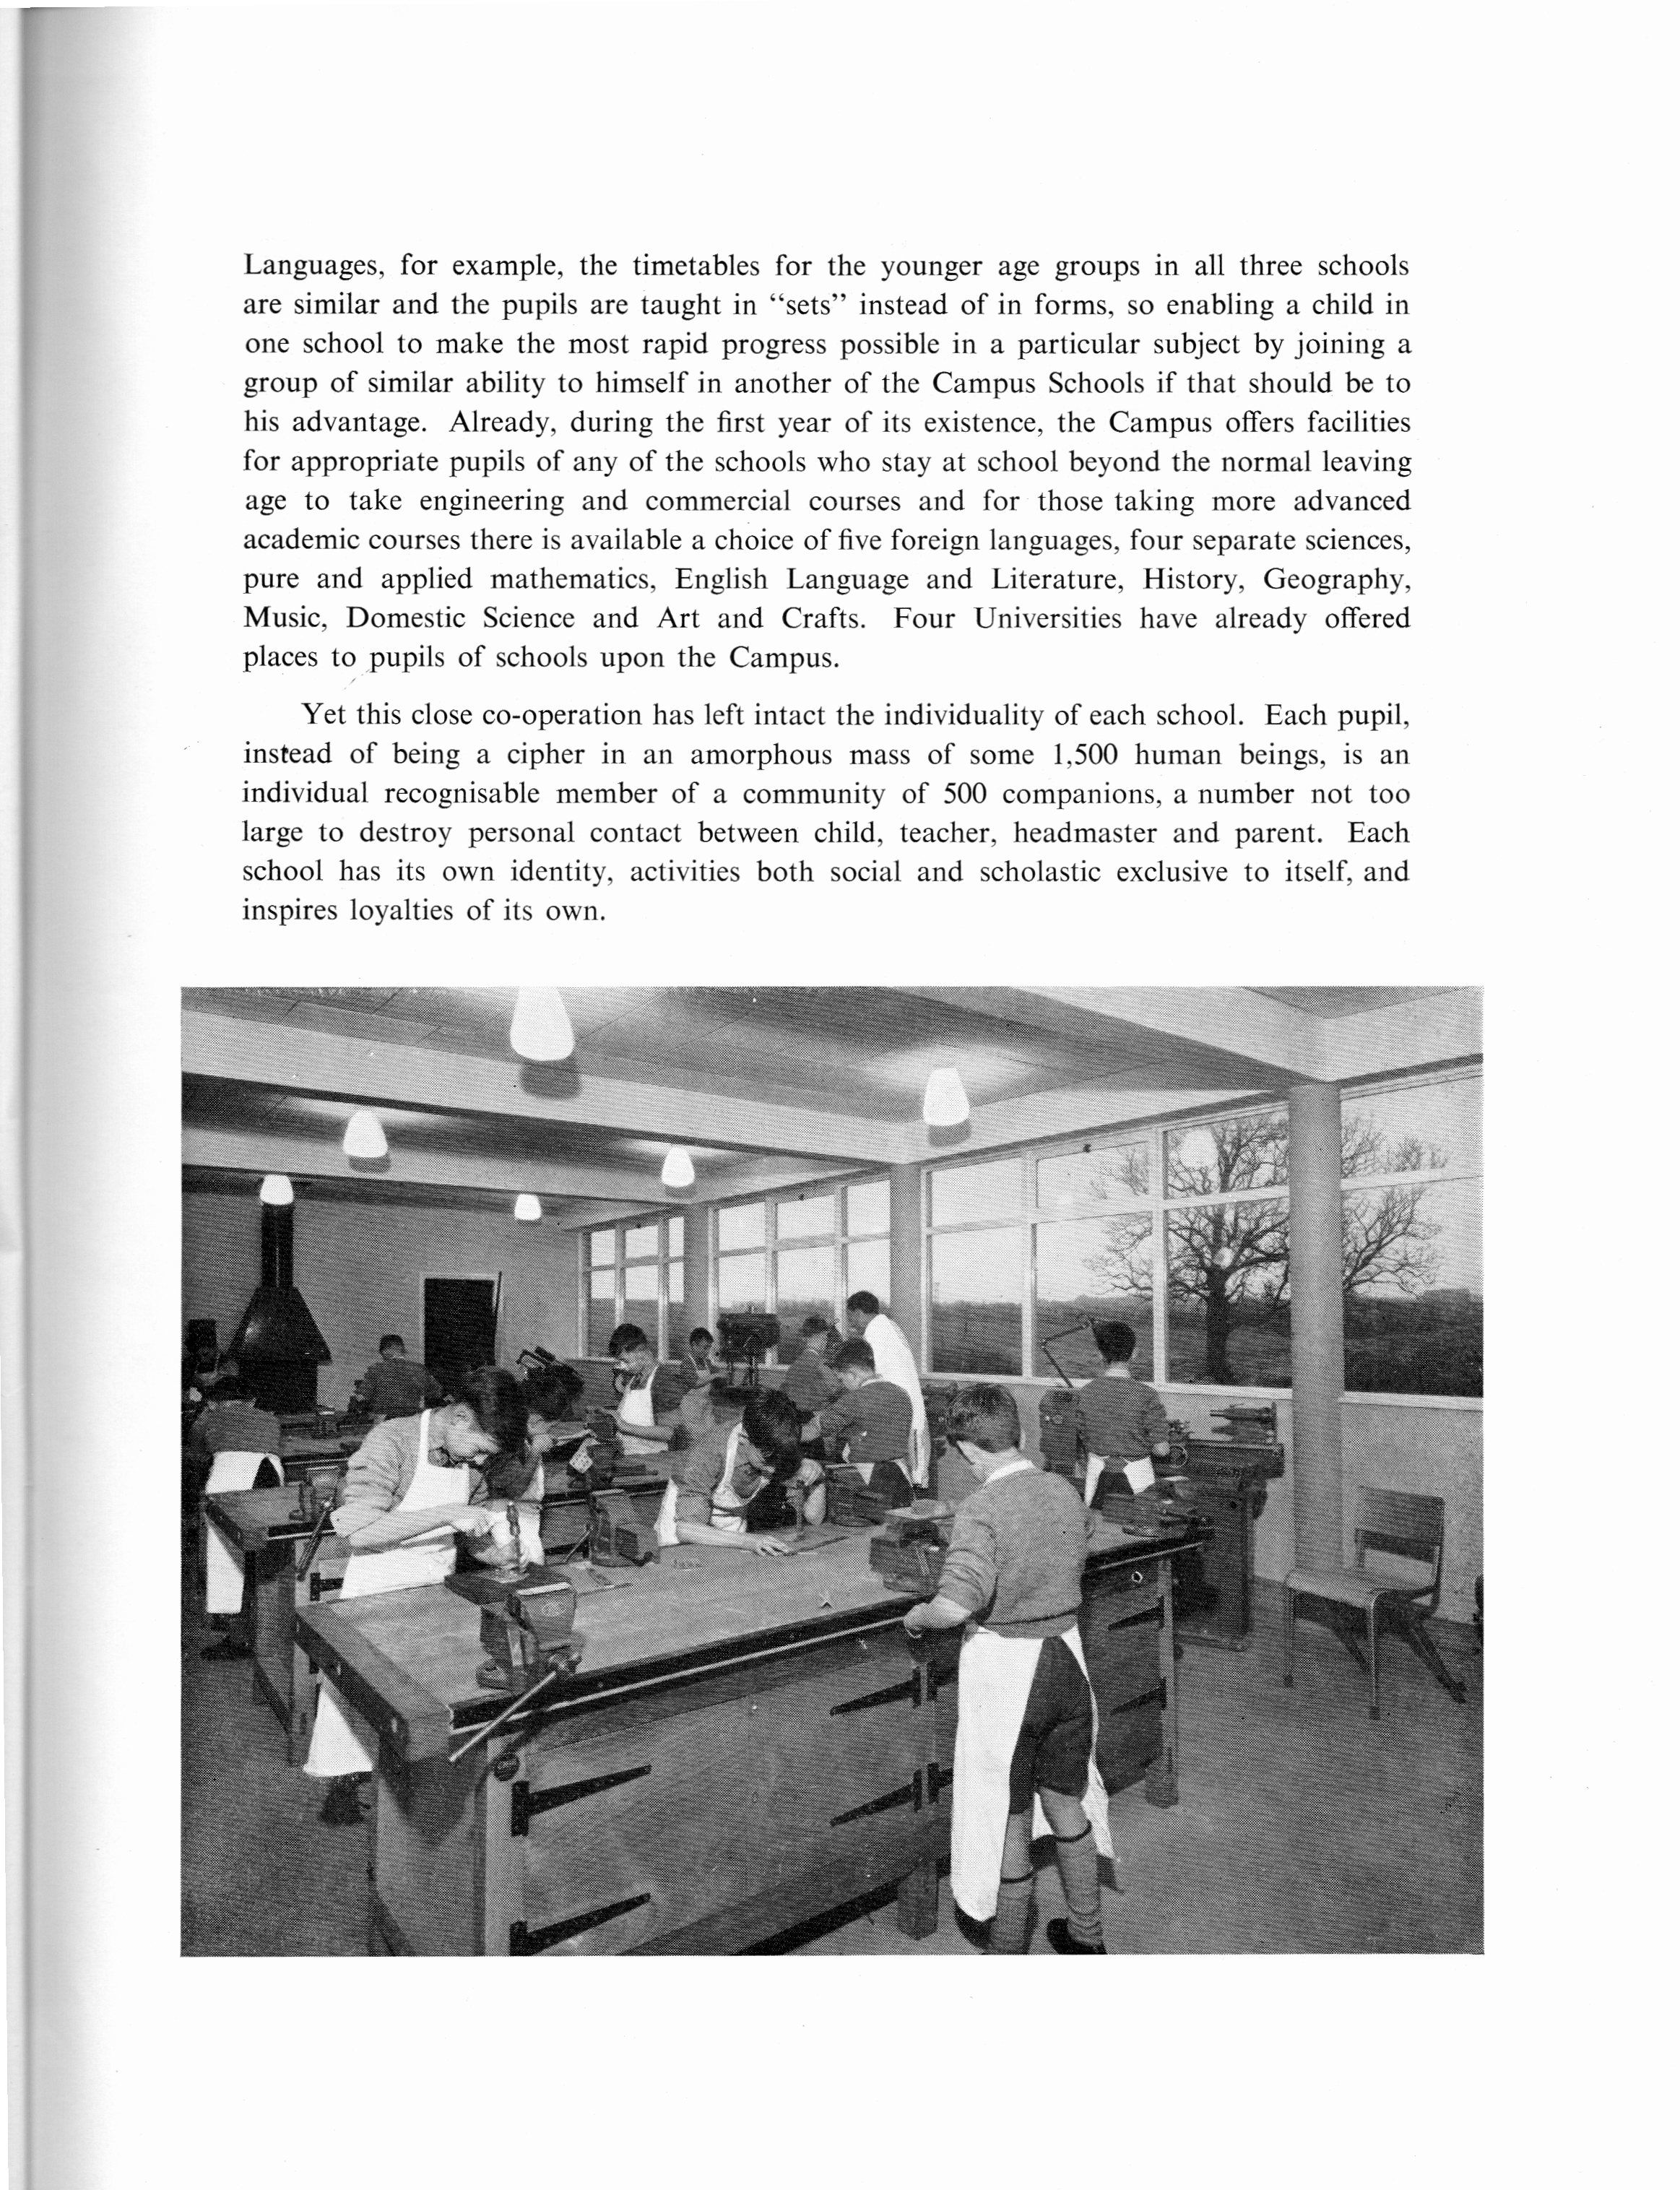 Languages, for example, the timetables for the younger age groups in all three schools
are similar and the pupils are taught in “sets” instead of in forms, so enabling a child in
one school to make the most rapid progress possible in a particular subject by joining a
group of similar ability to himself in another of the Campus Schools if that should be to
his advantage. Already, during the first year of its existence, the Campus offers facilities
for appropriate pupils of any of the schools who stay at school beyond the normal leaving
age to take engineering and commercial courses and for those taking more advanced
academic courses there is available a choice of five foreign languages, four separate sciences,
pure and applied mathematics, English Language and Literature, History, Geography,
Music, Domestic Science and Art and Crafts. Four Universities have already offered
places to pupils of schools upon the Campus.
Yet this close co-operation has left intact the individuality of each school. Each pupil,
instead of being a cipher in an amorphous mass of some 1,500 human beings, is an
individual recognisable member of a community of 500 companions, a number not too
large to destroy personal contact between child, teacher, headmaster and parent. Each
school has its own identity, activities both social and scholastic exclusive to itself, and
inspires loyalties of its own.